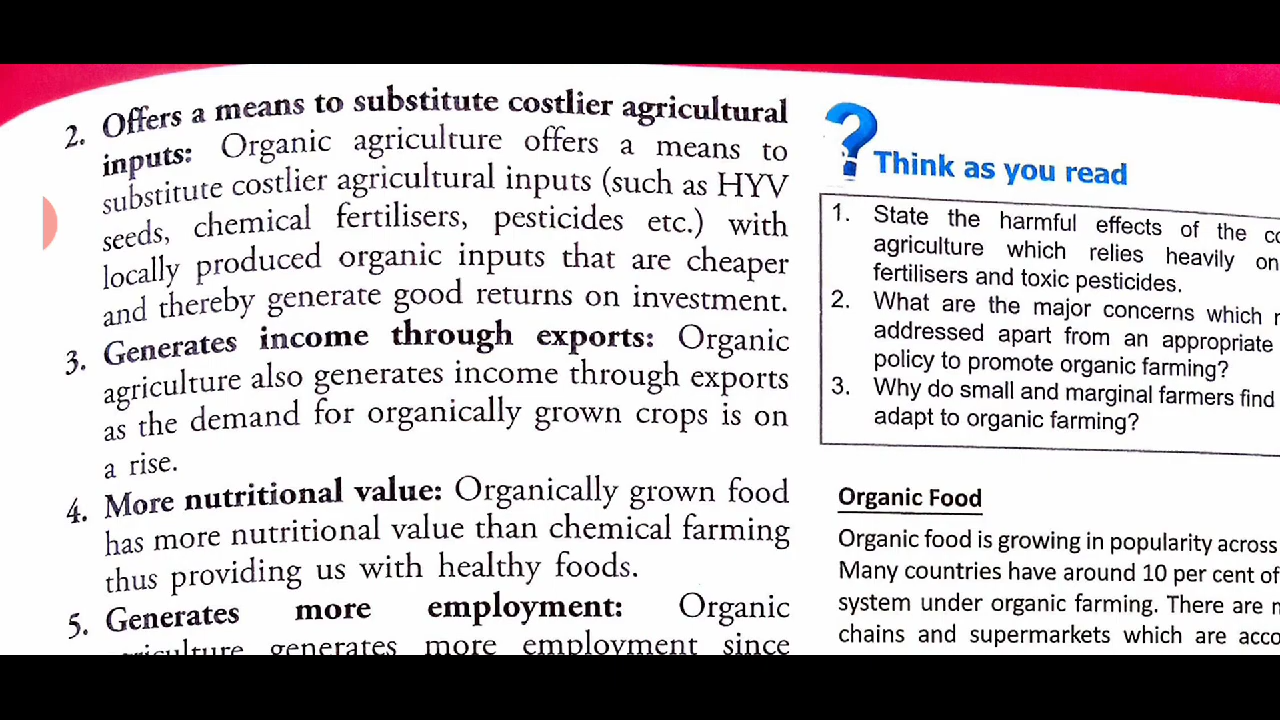 2. Offers a means to substitute costlier agricultural
inputs: Organic agriculture offers a means to
substitute costlier agricultural inputs (such as HYV
seeds, chemical fertilisers, pesticides etc.) with
locally produced organic inputs that are cheaper
and thereby generate good returns on investment.
3. Generates income through exports: Organic
agriculture also generates income through exports
as the demand for organically grown crops is on
a rise.
4. More nutritional value: Organically grown food
has more nutritional value than chemical farming
thus providing us with healthy foods.
5. Generates more employment: Organic
generates more employment since
? Think as you read
1. State the harmful effects of the
agriculture which relies heavily on
fertilisers and toxic pesticides.
2. What are the major concerns which
addressed apart from an appropriate
policy to promote organic farming?
3. Why do small and marginal farmers find
adapt to organic farming?
Organic Food
Organic food is growing in popularity across
Many countries have around 10 per cent of
system under organic farming. There are
chains and supermarkets which are